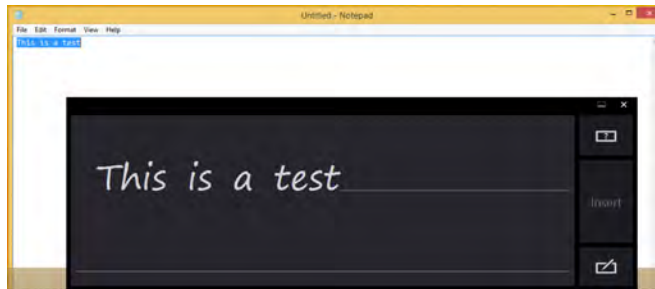 Untitled - Notepad
File Edit Format View Help
This is a test
This is a test
Insert